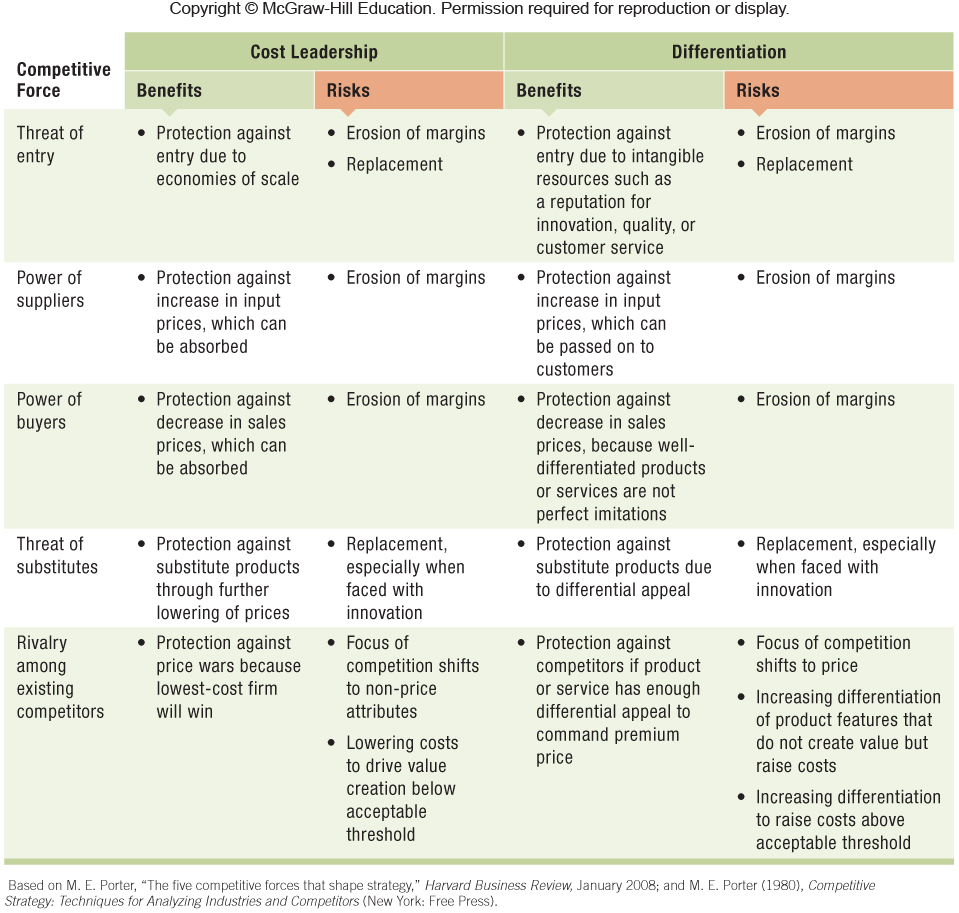 Copyright © McGraw-Hill Education. Permission required for reproduction or display.
Competitive
Force
Cost Leadership
Differentiation
Benefits
Risks
Benefits
Risks
Threat of
entry
• Protection against
entry due to
economies of scale
• Erosion of margins
• Replacement
• Protection against
entry due to intangible
resources such as
a reputation for
innovation, quality, or
customer service
• Erosion of margins
• Replacement
Power of
suppliers
• Protection against
increase in input
prices, which can
be absorbed
• Erosion of margins
• Protection against
increase in input
prices, which can
be passed on to
customers
• Erosion of margins
Power of
buyers
• Protection against
decrease in sales
prices, which can
be absorbed
• Erosion of margins
• Protection against
decrease in sales
prices, because well-
differentiated products
or services are not
perfect imitations
• Erosion of margins
Threat of
substitutes
• Protection against
substitute products
through further
lowering of prices
• Replacement,
especially when
faced with
innovation
• Protection against
substitute products due
to differential appeal
• Replacement, especially
when faced with
innovation
Rivalry
among
existing
competitors
• Protection against
price wars because
lowest-cost firm
will win
• Focus of
competition shifts
to non-price
attributes
• Lowering costs
to drive value
creation below
acceptable
threshold
• Protection against
competitors if product
or service has enough
differential appeal to
command premium
price
• Focus of competition
shifts to price
• Increasing differentiation
of product features that
do not create value but
raise costs
• Increasing differentiation
to raise costs above
acceptable threshold
Based on M. E. Porter, “The five competitive forces that shape strategy,” Harvard Business Review, January 2008; and M. E. Porter (1980), Competitive
Strategy: Techniques for Analyzing Industries and Competitors (New York: Free Press).